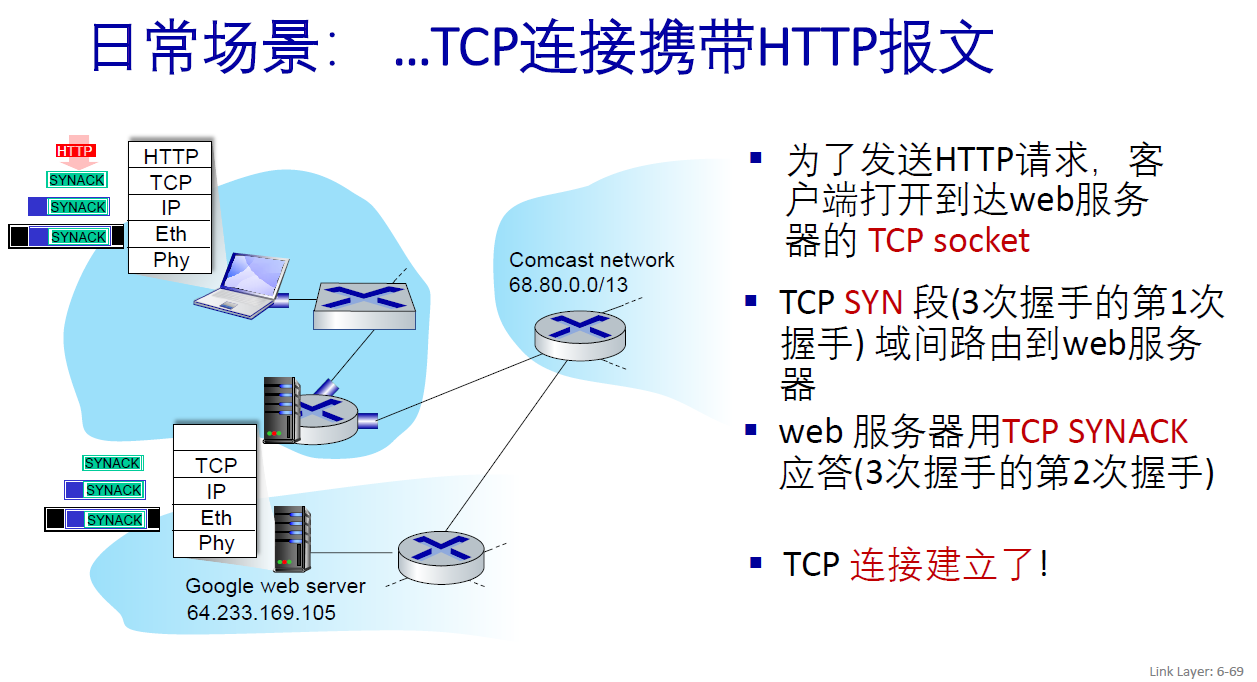 日常场景： …TCP连接携带HTTP报文
HTTP
SYNACK
SYNACK
SYNACK
HTTP
TCP
IP
Eth
Phy
Comcast network
68.80.0.0/13
SYNACK
SYNACK
SYNACK
TCP
IP
Eth
Phy
Google web server
64.233.169.105
▪ 为了发送HTTP请求，客
户端打开到达web服务
器的 TCP socket
▪ TCP SYN 段(3次握手的第1次
握手) 域间路由到web服务
器
▪ web 服务器用TCP SYNACK
应答(3次握手的第2次握手)
▪ TCP 连接建立了!
Link Layer: 6-69